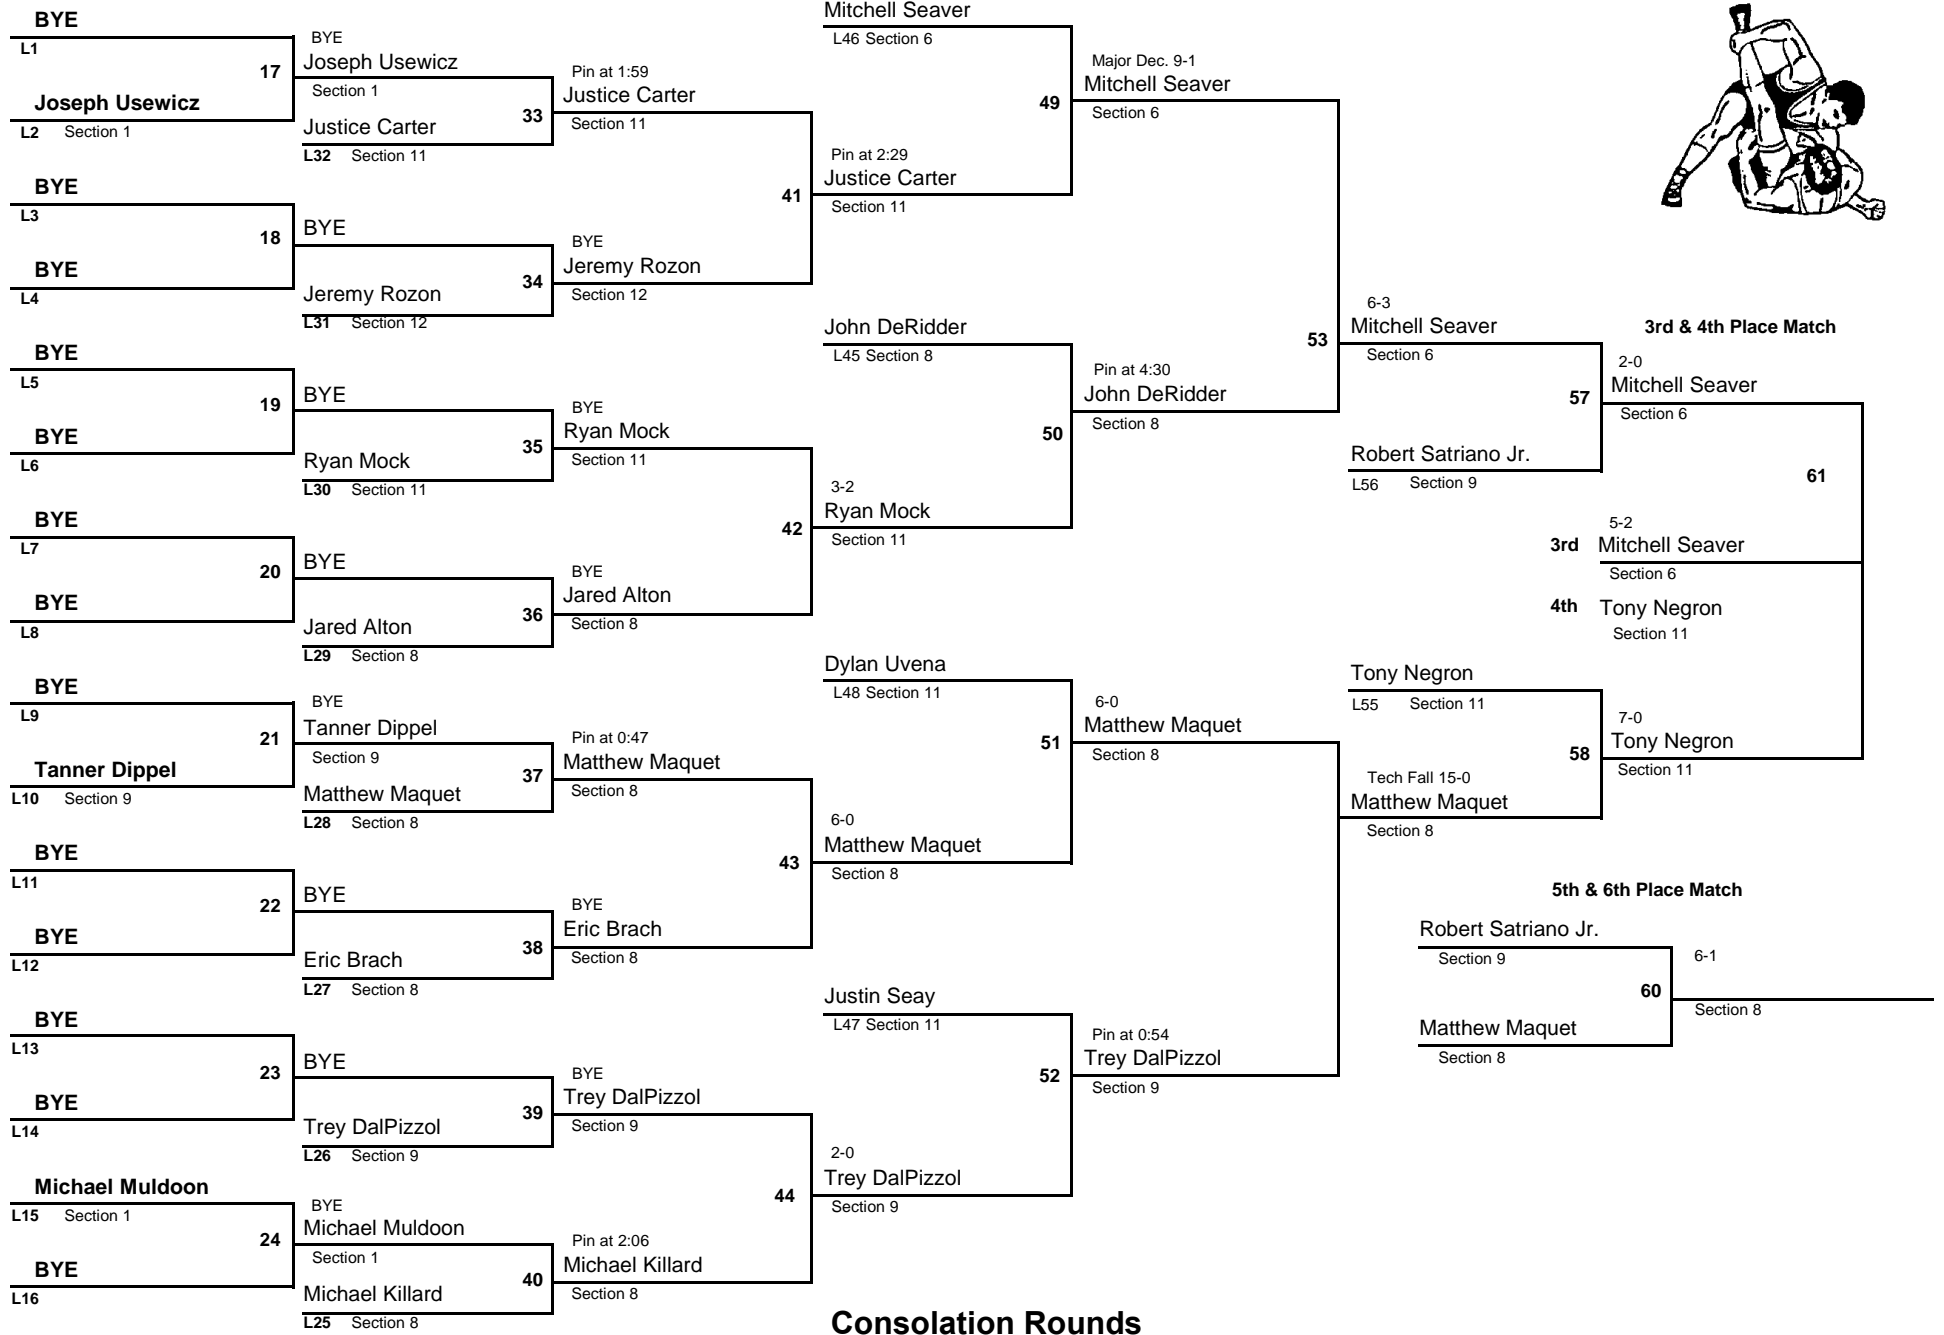 BYE
L1
17
Joseph Usewicz
L2 Section 1
BYE
L3
18
BYE
L4
BYE
L5
19
BYE
L6
BYE
L7
20
BYE
L8
BYE
L9
21
Tanner Dippel
L10 Section 9
BYE
L11
22
BYE
L12
BYE
L13
23
BYE
L14
Michael Muldoon
L15 Section 1
24
BYE
L16
BYE
Joseph Usewicz
Section 1
33
Justice Carter
L32 Section 11
BYE
34
Jeremy Rozon
L31 Section 12
BYE
35
Ryan Mock
L30 Section 11
BYE
36
Jared Alton
L29 Section 8
BYE
Tanner Dippel
Section 9
37
Matthew Maquet
L28 Section 8
BYE
38
Eric Brach
L27 Section 8
BYE
39
Trey DalPizzol
L26 Section 9
BYE
Michael Muldoon
Section 1
40
Michael Killard
L25 Section 8
Pin at 1:59
Justice Carter
Section 11
41
BYE
Jeremy Rozon
Section 12
BYE
Ryan Mock
Section 11
42
BYE
Jared Alton
Section 8
Pin at 0:47
Matthew Maquet
Section 8
43
BYE
Eric Brach
Section 8
BYE
Trey DalPizzol
Section 9
44
Pin at 2:06
Michael Killard
Section 8
Mitchell Seaver
L46 Section 6
49
Pin at 2:29
Justice Carter
Section 11
John DeRidder
L45 Section 8
50
3-2
Ryan Mock
Section 11
Dylan Uvena
L48 Section 11
51
6-0
Matthew Maquet
Section 8
Justin Seay
L47 Section 11
52
2-0
Trey DalPizzol
Section 9
Major Dec. 9-1
Mitchell Seaver
Section 6
53
Pin at 4:30
John DeRidder
Section 8
6-0
Matthew Maquet
Section 8
Pin at 0:54
Trey DalPizzol
Section 9
6-3
Mitchell Seaver
Section 6
57
Robert Satriano Jr.
L56 Section 9
Tony Negron
L55 Section 11
58
Tech Fall 15-0
Matthew Maquet
Section 8
3rd & 4th Place Match
2-0
Mitchell Seaver
Section 6
61
5-2
3rd Mitchell Seaver
Section 6
4th Tony Negron
Section 11
7-0
Tony Negron
Section 11
5th & 6th Place Match
Robert Satriano Jr.
Section 9
6-1
60
Section 8
Matthew Maquet
Section 8
Consolation Rounds